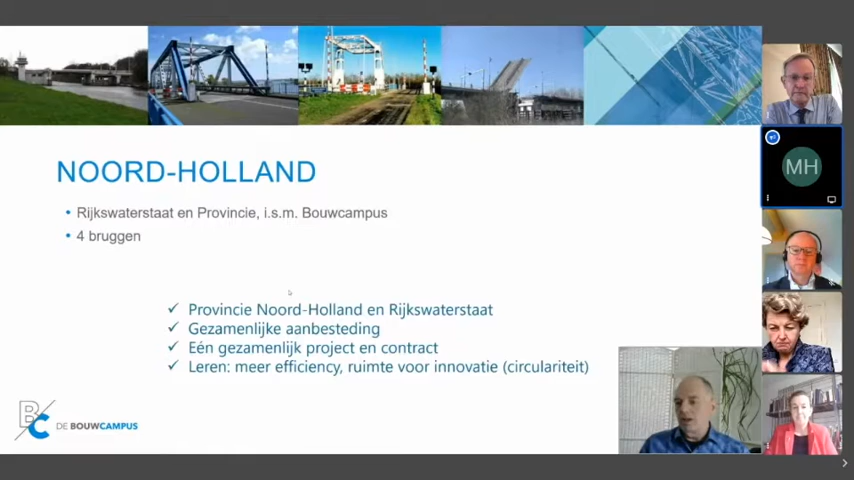 NOORD-HOLLAND
• Rijkswaterstaat en Provincie, i.s.m. Bouwcampus
• 4 bruggen
✓ Provincie Noord-Holland en Rijkswaterstaat
✓ Gezamenlijke aanbesteding
✓ Eén gezamenlijk project en contract
✓ Leren: meer efficiency, ruimte voor innovatie (circulariteit)
BC DE BOUWCAMPUS
MH